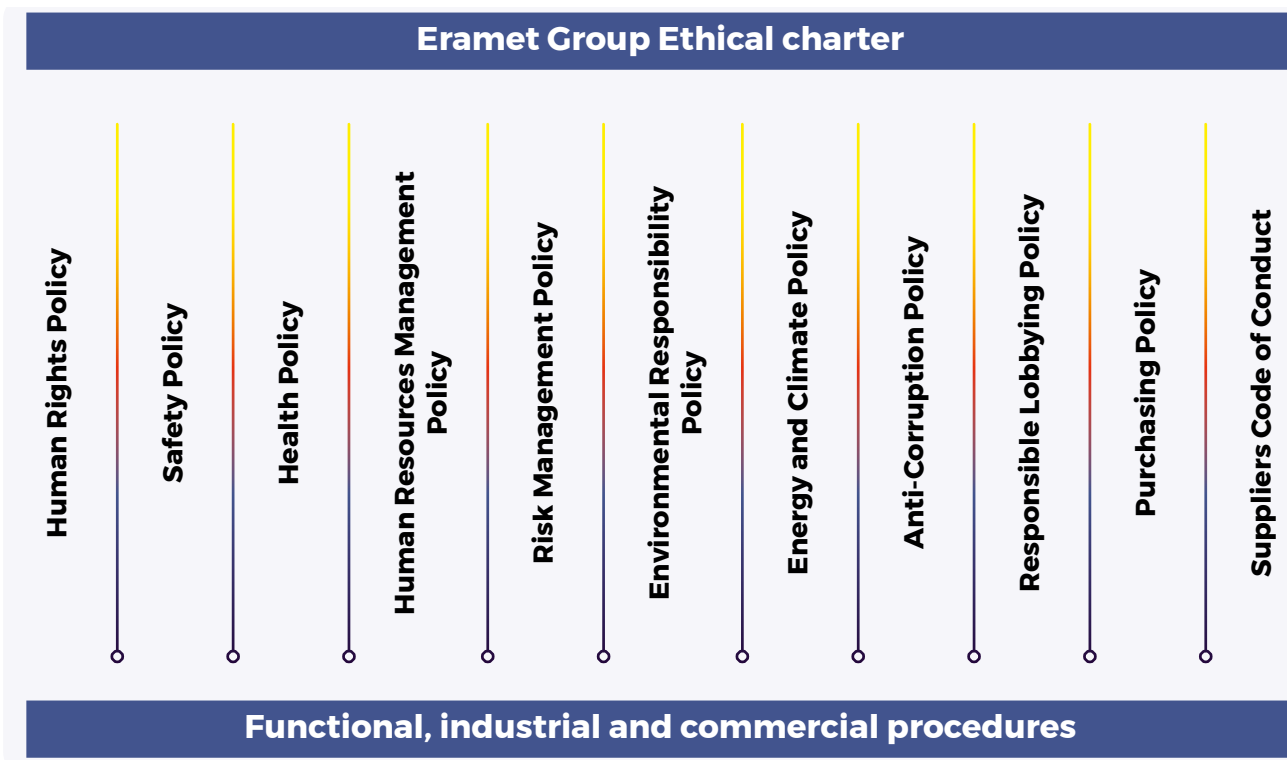 Eramet Group Ethical charter
Human Rights Policy
Safety Policy
Health Policy
Human Resources Management
Policy
Risk Management Policy
Environmental Responsibility
Policy
Energy and Climate Policy
Anti-Corruption Policy
Responsible Lobbying Policy
Purchasing Policy
Suppliers Code of Conduct
Functional, industrial and commercial procedures